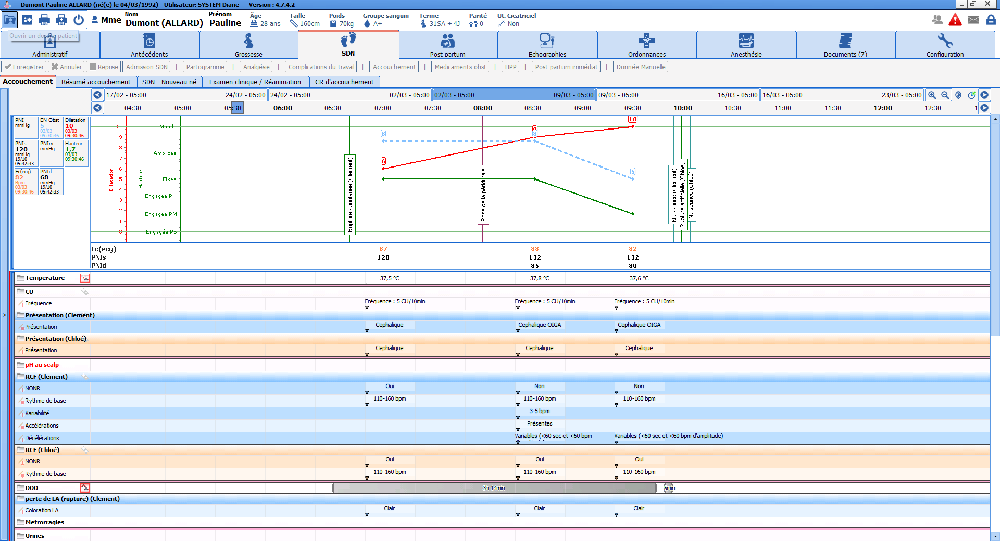 - Dumont Pauline ALLARD (né(e) le 04/03/1992) - Utilisateur: SYSTEM Diane - - Version : 4.7.4.2
Mme
Nom
Dumont (ALLARD)
Prénom
Pauline
Âge
28 ans
Taille
160cm
Poids
70kg
Groupe sanguin
A+
Terme
31SA + 4J
Parité
0
Ut. Cicatriciel
Non
Ouvrir un dossier patient
Administratif
Antécédents
Grossesse
SDN
Post partum
Echographies
Ordonnances
Anesthésie
Documents (7)
Configuration
Enregistrer
Annuler
Reprise
Admission SDN
|
Partogramme
|
Analgésie
|
Complications du travail
|
Accouchement
|
Medicaments obst
|
HPP
|
Post partum immédiat
|
Donnée Manuelle
Accouchement
Résumé accouchement
SDN - Nouveau né
Examen clinique / Réanimation
CR d'accouchement
17/02 - 05:00 24/02 - 05:00 24/02 - 05:00 02/03 - 05:00 02/03 - 05:00 09/03 - 05:00 09/03 - 05:00 16/03 - 05:00 16/03 - 05:00 23/03 - 05:00
04:30 05:00 05:30 06:00 06:30 07:00 07:30 08:00 08:30 09:00 09:30 10:00 10:30 11:00 11:30 12:00 12:30 1
PNI
mmHg
EN Obst
5
03/03
09:30:46
Dilatation
10
03/03
09:30:46
PNIs
120
mmHg
19/10
05:42:33
PNIm
mmHg
Hauteur
1,7
03/03
09:30:46
Fc(ecg)
82
Bpm
03/03
09:30:46
PNId
68
mmHg
19/10
05:42:33
Dilatation
10
9
8
7
6
5
4
3
2
1
0
Hauteur
Mobile
Amorcée
Fixée
Engagée PH
Engagée PM
Engagée PB
Rupture spontanée (Clement)
8
6
Pose de la péridurale
9
8
10
5
Naissance (Clement)
Rupture artificielle (Chloé)
Naissance (Chloé)
Fc(ecg) 87 88 82
PNIs 128 132 132
PNId 85 80
Temperature 37,5 °C 37,8 °C 37,6 °C
CU
Fréquence Fréquence : 5 CU/10min Fréquence : 5 CU/10min Fréquence : 5 CU/10min
>
Présentation (Clement)
Présentation Cephalique Cephalique OIGA Cephalique OIGA
Présentation (Chloé)
Présentation Cephalique Cephalique Cephalique
pH au scalp
RCF (Clement)
NONR Oui Non Non
Rythme de base 110-160 bpm 110-160 bpm 110-160 bpm
Variabilité 3-5 bpm
Accélérations Présentes
Décélérations Variables (<60 sec et <60 bpm Variables (<60 sec et <60 bpm d'amplitude)
RCF (Chloé)
NONR Oui Oui Oui
Rythme de base 110-160 bpm 110-160 bpm 110-160 bpm
DOO 3h 14min 5min
perte de LA (rupture) (Clement)
Coloration LA Clair Clair Clair
Metrorragies
Urines